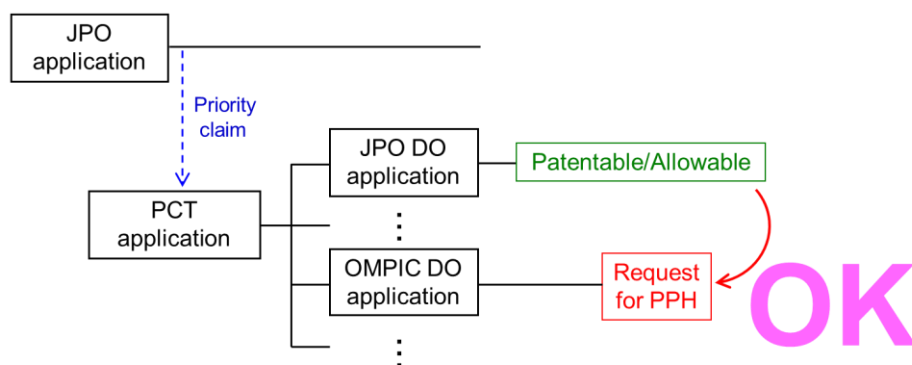 JPO
application
Priority
claim
JPO DO
application
Patentable/Allowable
PCT
application
⋮
OMPIC DO
application
Request
for PPH
OK
⋮